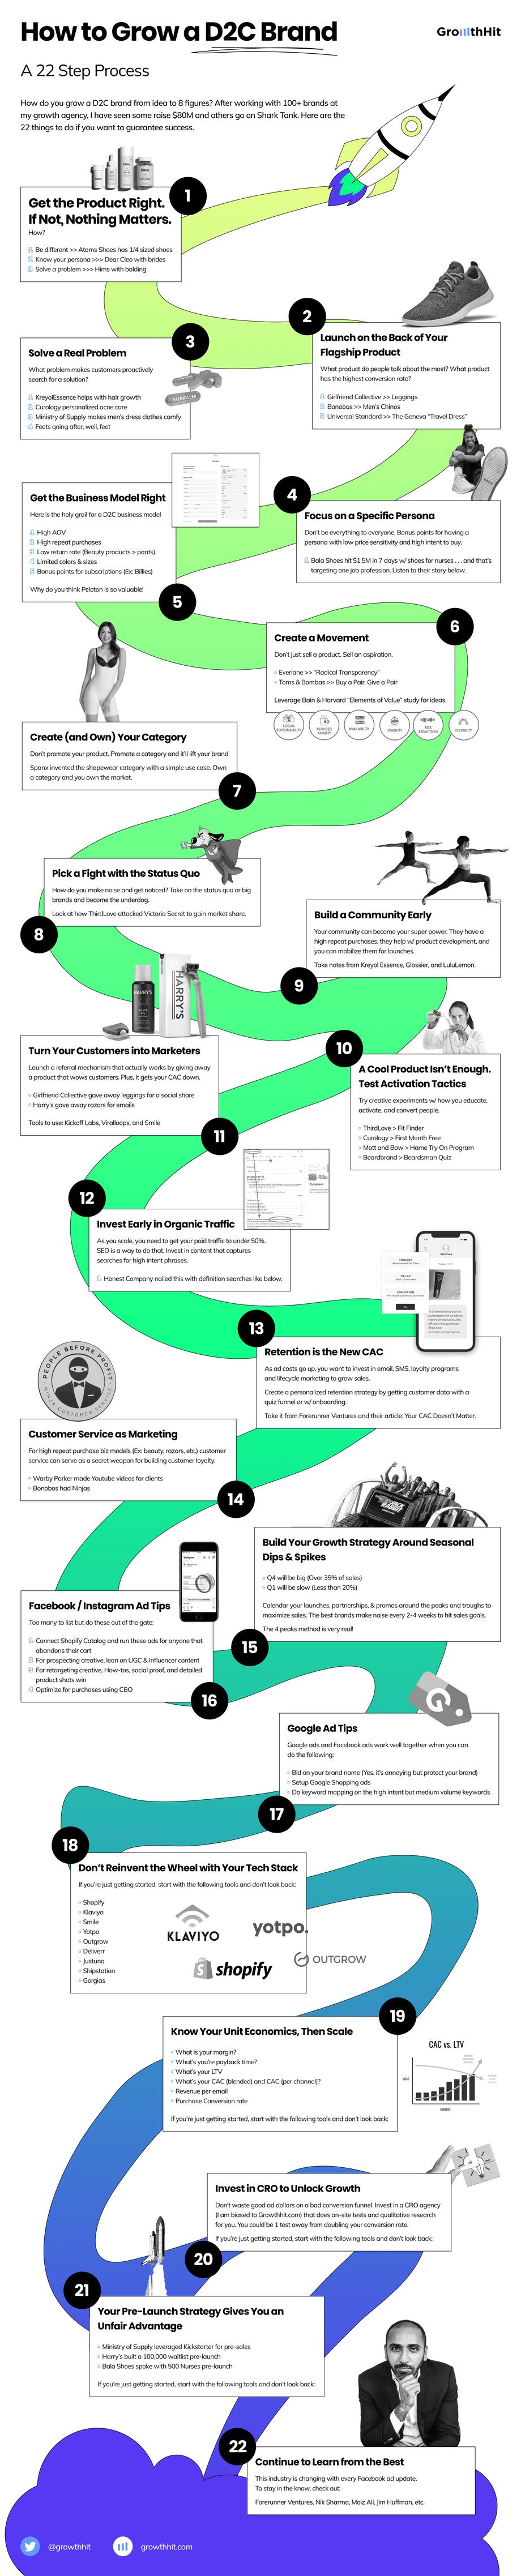 How to Grow a D2C Brand
GrowthHit
A 22 Step Process
How do you grow a D2C brand from idea to 8 figures? After working with 100+ brands at
my growth agency, I have seen some raise $80M and others go on Shark Tank. Here are the
22 things to do if you want to guarantee success.
1
Get the Product Right.
If Not, Nothing Matters.
How?
Be different >> Atoms Shoes has 1/4 sized shoes
Know your persona >>> Dear Cleo with brides
Solve a problem >>> Hims with balding
2
Launch on the Back of Your
Flagship Product
What product do people talk about the most? What product
has the highest conversion rate?
Girlfriend Collective >> Leggings
Bonobos >> Men's Chinos
Universal Standard >> The Geneva "Travel Dress"
3
Solve a Real Problem
What problem makes customers proactively
search for a solution?
KreyolEssence helps with hair growth
Curology personalized acne care
Ministry of Supply makes men's dress clothes comfy
Feets going after, well, feet
4
Focus on a Specific Persona
Don't be everything to everyone. Bonus points for having a
persona with low price sensitivity and high intent to buy.
Bala Shoes hit $1.5M in 7 days w/ shoes for nurses . . . and that's
targeting one job profession. Listen to their story below.
Get the Business Model Right
Here is the holy grail for a D2C business model
High AOV
High repeat purchases
Low return rate (Beauty products > pants)
Limited colors & sizes
Bonus points for subscriptions (Ex: Billies)
Why do you think Peloton is so valuable!
5
6
Create a Movement
Don't just sell a product. Sell an aspiration.
Everlane >> "Radical Transparency"
Toms & Bombas >> Buy a Pair, Give a Pair
Leverage Bain & Harvard "Elements of Value" study for ideas.
SOCIAL RESPONSIBILITY
REDUCES ANXIETY
AVAILABILITY
STABILITY
RISK REDUCTION
FLEXIBILITY
Create (and Own) Your Category
Don't promote your product. Promote a category and it'll lift your brand
Spanx invented the shapewear category with a simple use case. Own
a category and you own the market.
7
Pick a Fight with the Status Quo
How do you make noise and get noticed? Take on the status quo or big
brands and become the underdog.
Look at how ThirdLove attacked Victoria Secret to gain market share.
8
Build a Community Early
Your community can become your super power. They have a
high repeat purchases, they help w/ product development, and
you can mobilize them for launches.
Take notes from Kreyol Essence, Glossier, and LuluLemon.
9
HARRY'S
HARRY'S
10
A Cool Product Isn't Enough.
Test Activation Tactics
Try creative experiments w/ how you educate,
activate, and convert people.
ThirdLove > Fit Finder
Curology > First Month Free
Matt and Bow > Home Try On Program
Beardbrand > Beardsman Quiz
Turn Your Customers into Marketers
Launch a referral mechanism that actually works by giving away
a product that wows customers. Plus, it gets your CAC down.
Girlfriend Collective gave away leggings for a social share
Harry's gave away razors for emails
Tools to use: Kickoff Labs, Viralloops, and Smile
11
12
Invest Early in Organic Traffic
As you scale, you need to get your paid traffic to under 50%.
SEO is a way to do that. Invest in content that captures
searches for high intent phrases.
Honest Company nailed this with definition searches like below.
TRIGGER
DELAY
CONDITION
13
Retention is the New CAC
As ad costs go up, you want to invest in email, SMS, loyalty programs
and lifecycle marketing to grow sales.
Create a personalized retention strategy by getting customer data with a
quiz funnel or w/ onboarding.
Take it from Forerunner Ventures and their article: Your CAC Doesn't Matter.
PEOPLE BEFORE PROFIT
Customer Service as Marketing
For high repeat purchase biz models (Ex: beauty, razors, etc.) customer
service can serve as a secret weapon for building customer loyalty.
Warby Parker made Youtube videos for clients
Bonobos had Ninjas
14
Build Your Growth Strategy Around Seasonal
Dips & Spikes
Q4 will be big (Over 35% of sales)
Q1 will be slow (Less than 20%)
Calendar your launches, partnerships, & promos around the peaks and troughs to
maximize sales. The best brands make noise every 2-4 weeks to hit sales goals.
The 4 peaks method is very real!
15
Facebook / Instagram Ad Tips
Too many to list but do these out of the gate:
Connect Shopify Catalog and run these ads for anyone that
abandons their cart
For prospecting creative, lean on UGC & Influencer content
For retargeting creative, How-tos, social proof, and detailed
product shots win
Optimize for purchases using CBO
16
G
Google Ad Tips
Google ads and Facebook ads work well together when you can
do the following:
Bid on your brand name (Yes, it's annoying but protect your brand)
Setup Google Shopping ads
Do keyword mapping on the high intent but medium volume keywords
17
18
Don't Reinvent the Wheel with Your Tech Stack
If you're just getting started, start with the following tools and don't look back:
Shopify
Klaviyo
Smile
Yotpo
Outgrow
Deliverr
Justuno
Shipstation
Gorgias
KLAVIYO
yotpo.
shopify
OUTGROW
19
Know Your Unit Economics, Then Scale
What is your margin?
What's you're payback time?
What's your LTV
What's your CAC (blended) and CAC (per channel)?
Revenue per email
Purchase Conversion rate
If you're just getting started, start with the following tools and don't look back:
CAC vs. LTV
COST
MONTHS
Invest in CRO to Unlock Growth
Don't waste good ad dollars on a bad conversion funnel. Invest in a CRO agency
(I am biased to Growthhit.com) that does on-site tests and qualitative research
for you. You could be 1 test away from doubling your conversion rate.
If you're just getting started, start with the following tools and don't look back:
20
21
Your Pre-Launch Strategy Gives You an
Unfair Advantage
Ministry of Supply leveraged Kickstarter for pre-sales
Harry's built a 100,000 waitlist pre-launch
Bala Shoes spoke with 500 Nurses pre-launch
If you're just getting started, start with the following tools and don't look back:
22
Continue to Learn from the Best
This industry is changing with every Facebook ad update.
To stay in the know, check out:
Forerunner Ventures, Nik Sharma, Moiz Ali, Jim Huffman, etc.
@growthhit
growthhit.com